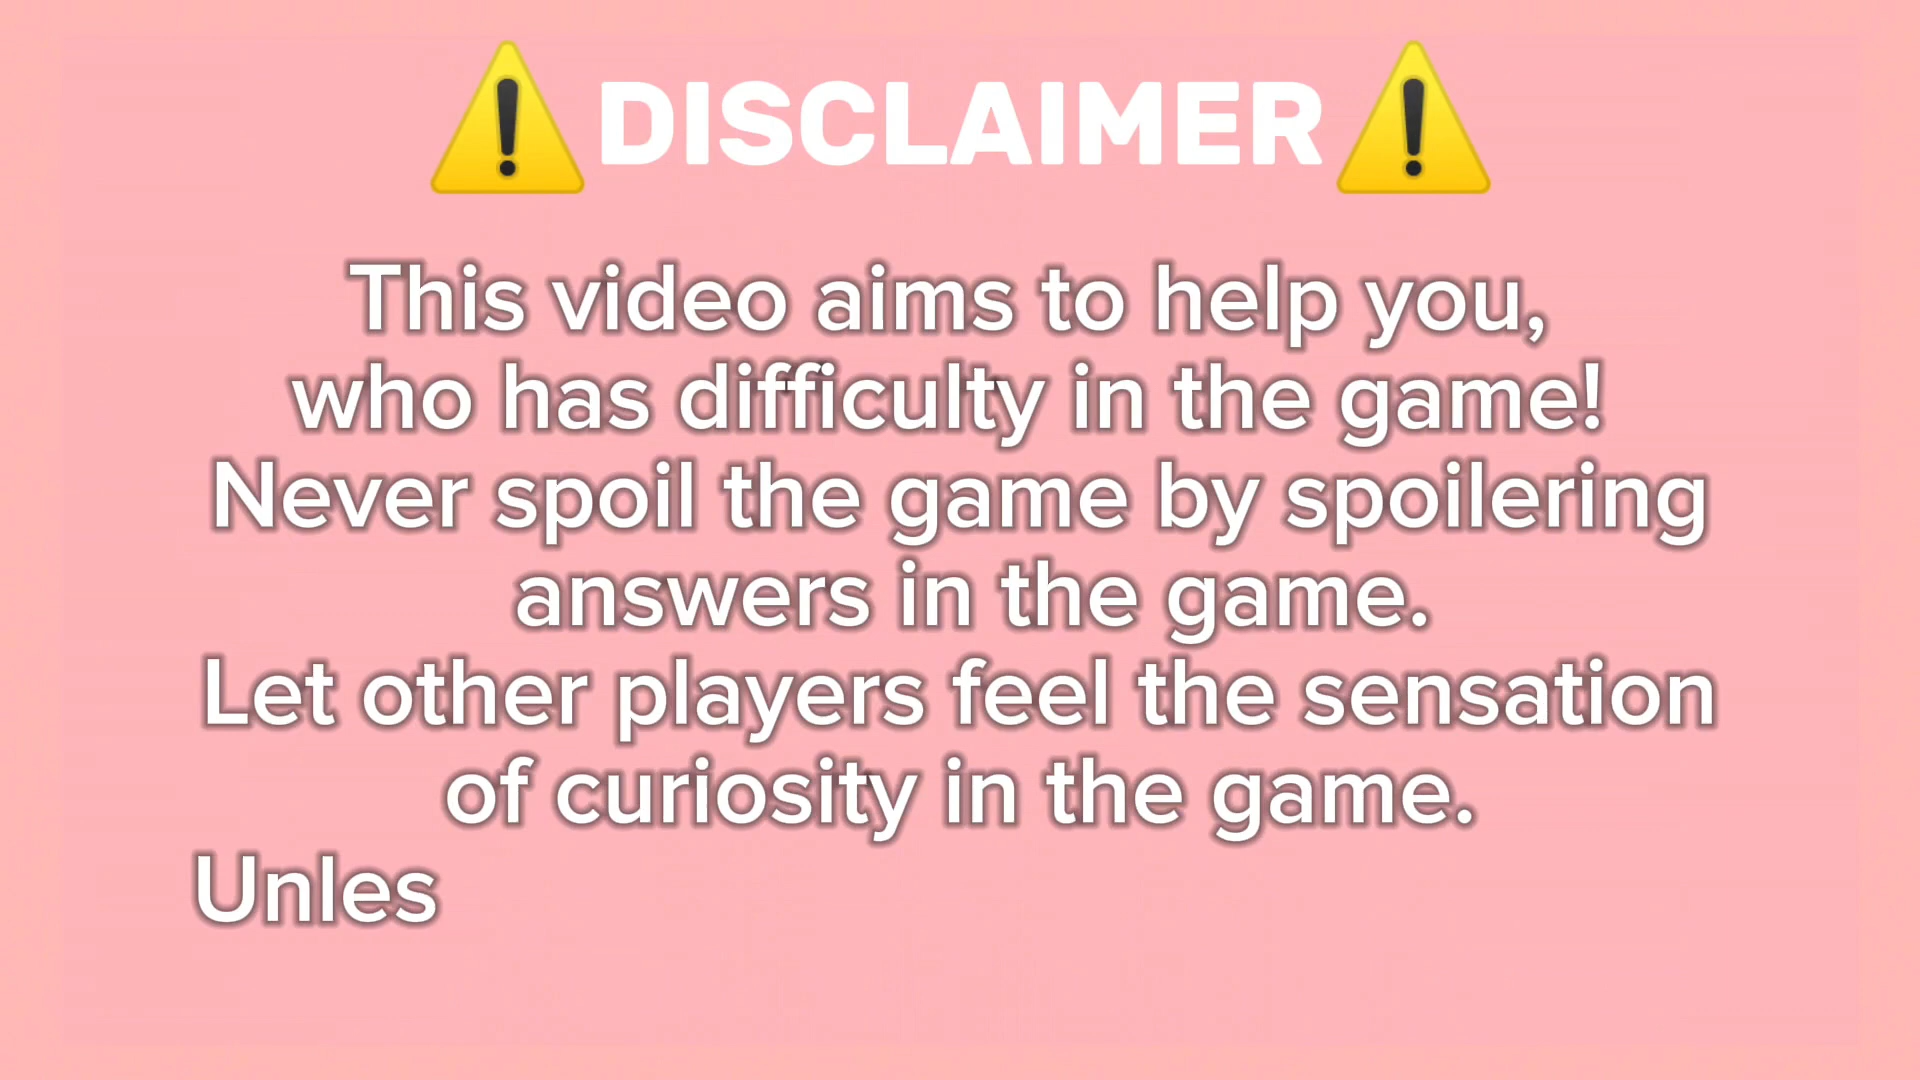 ⚠️DISCLAIMER⚠️
This video aims to help you,
who has difficulty in the game!
Never spoil the game by spoilering
answers in the game.
Let other players feel the sensation
of curiosity in the game.
Unles